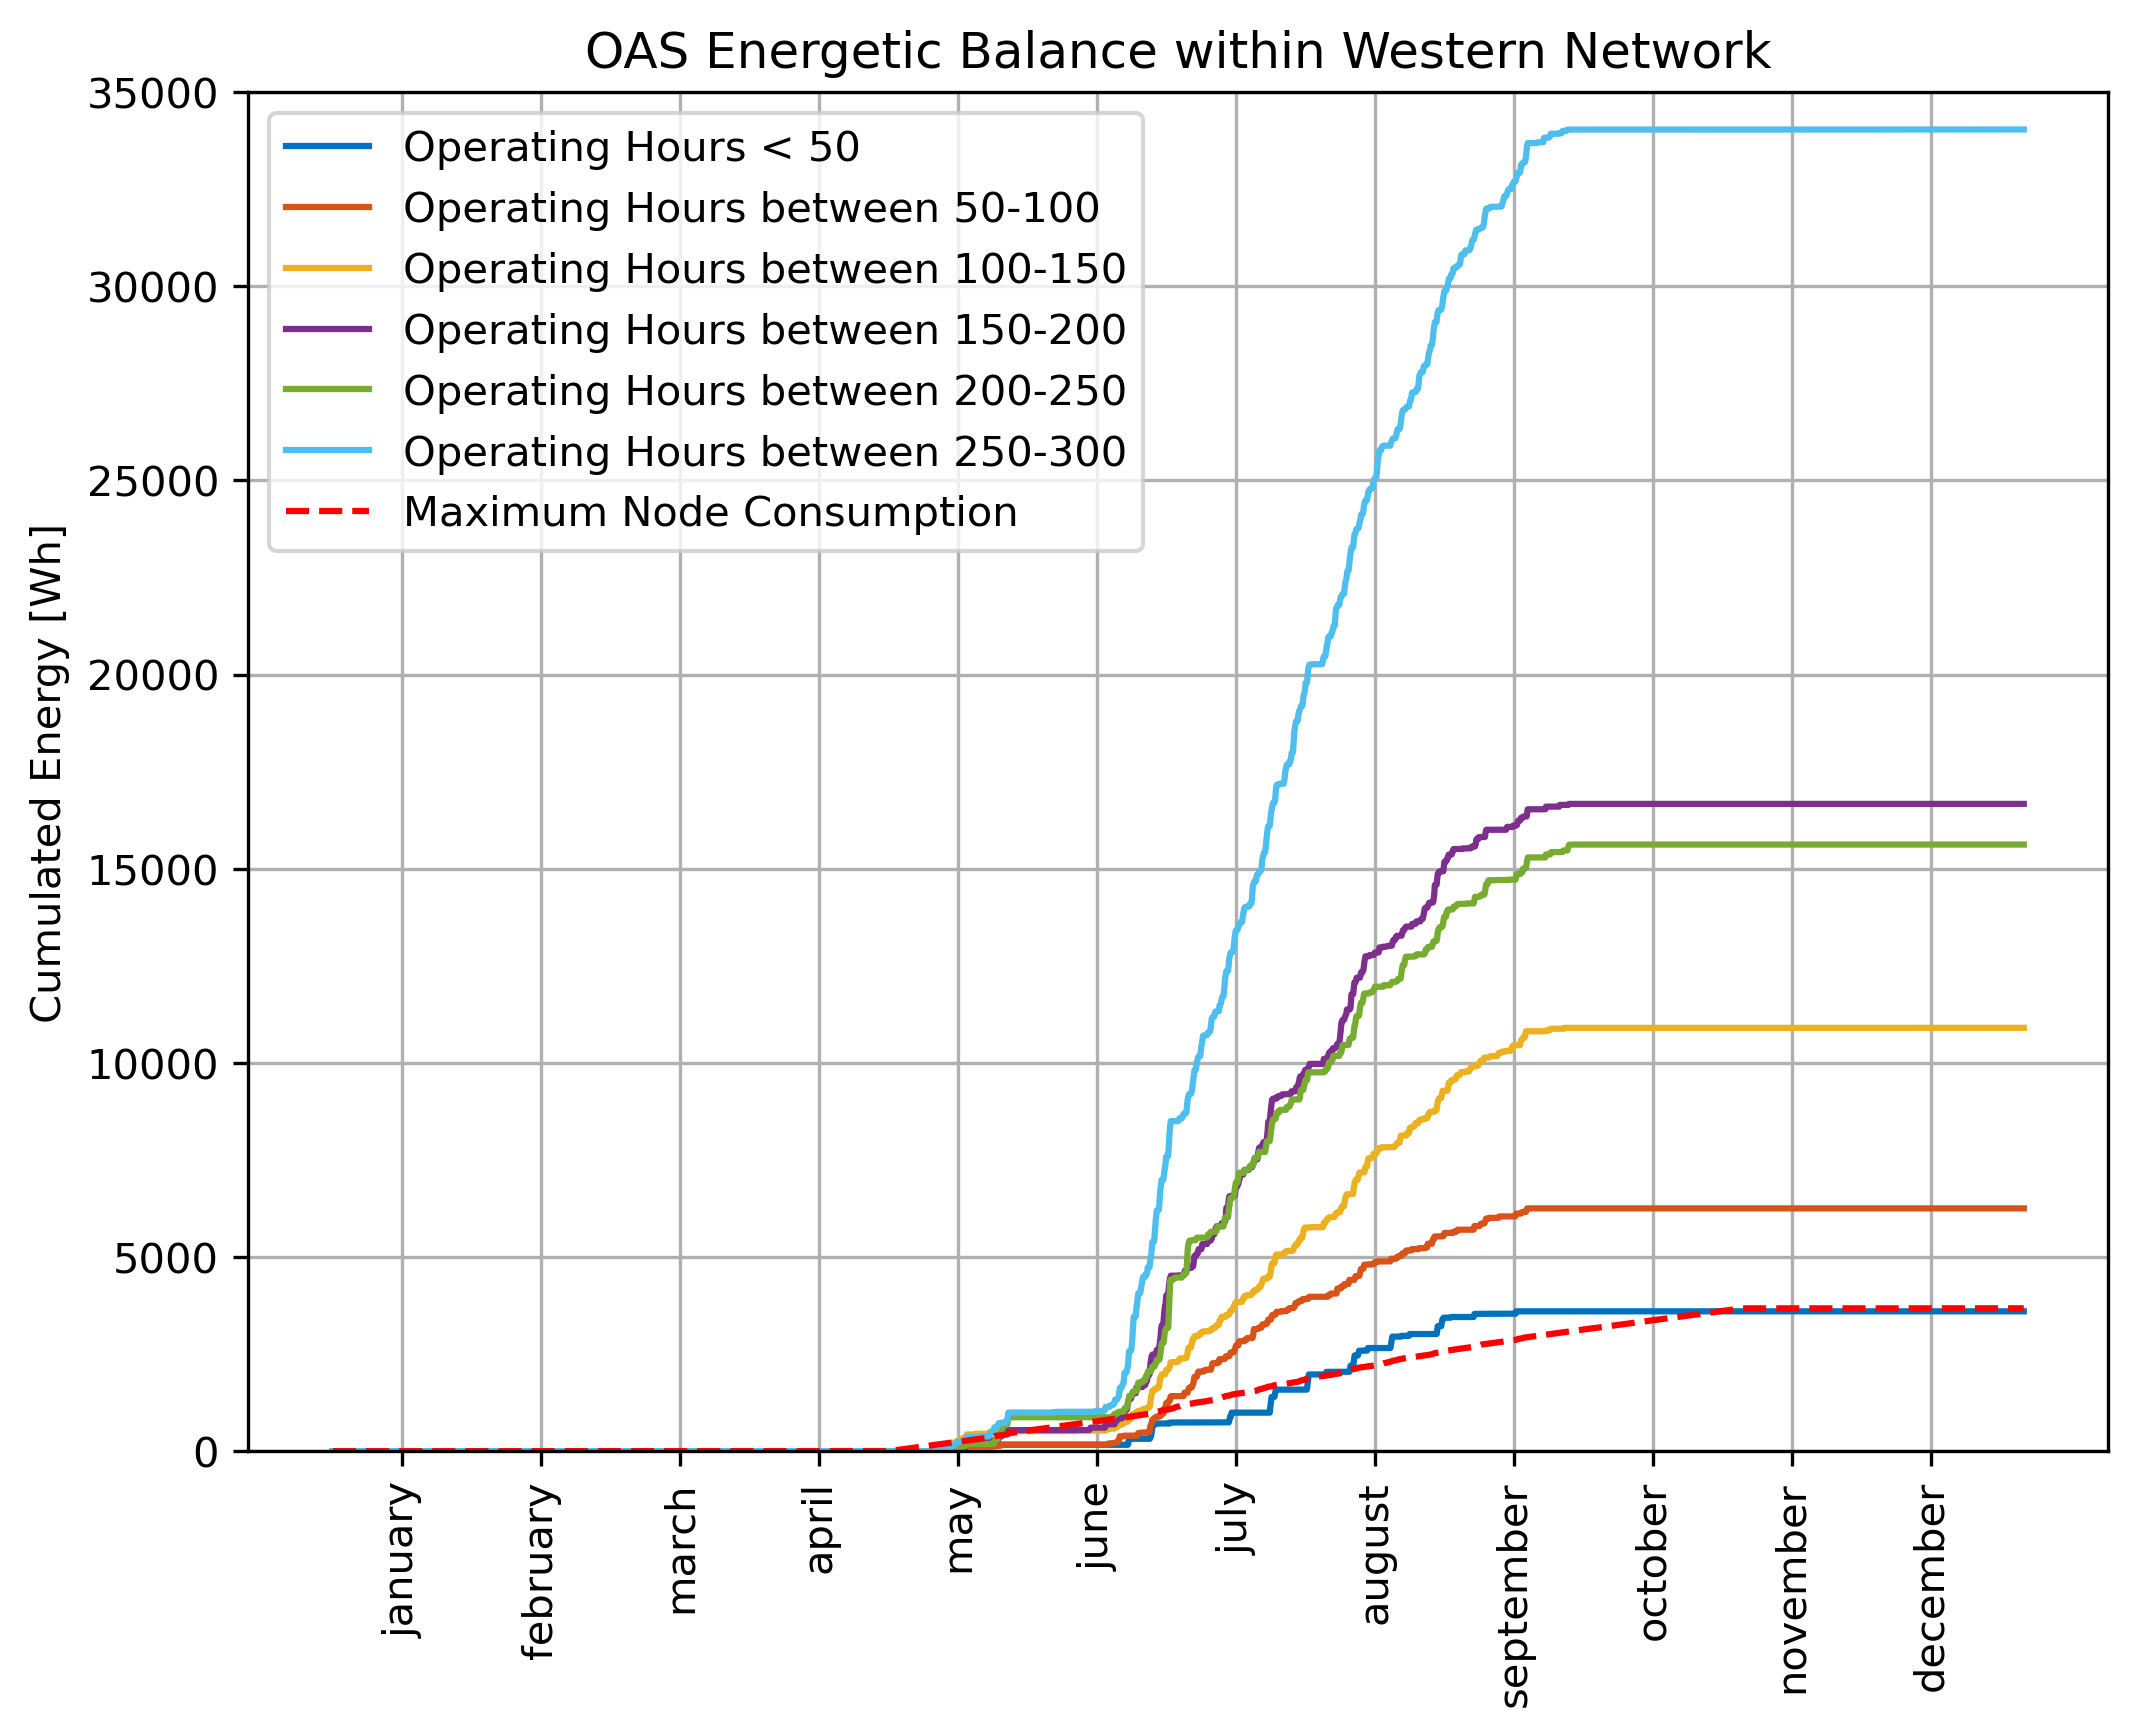 OAS Energetic Balance within Western Network
35000
30000
25000
20000
15000
10000
5000
0
Cumulated Energy [Wh]
Operating Hours < 50
Operating Hours between 50-100
Operating Hours between 100-150
Operating Hours between 150-200
Operating Hours between 200-250
Operating Hours between 250-300
Maximum Node Consumption
january
february
march
april
may
june
july
august
september
october
november
december